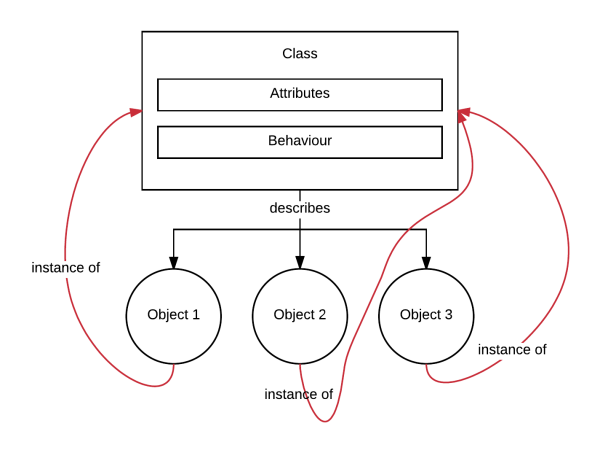 Class
Attributes
Behaviour
describes
instance of
Object 1
Object 2
Object 3
instance of
instance of